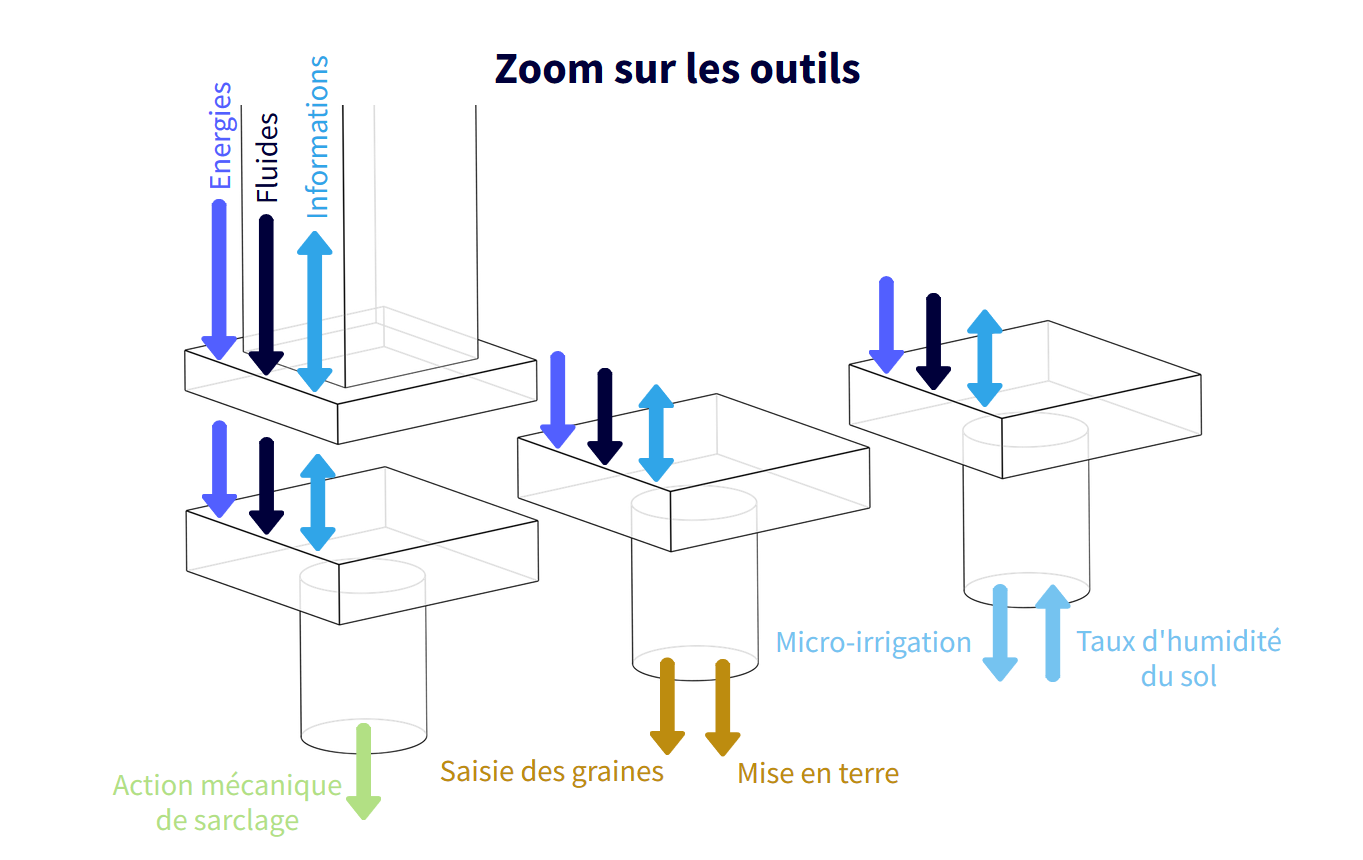 Zoom sur les outils
Energies
Fluides
Informations
Micro-irrigation
Taux d'humidité
du sol
Saisie des graines
Mise en terre
Action mécanique
de sarclage